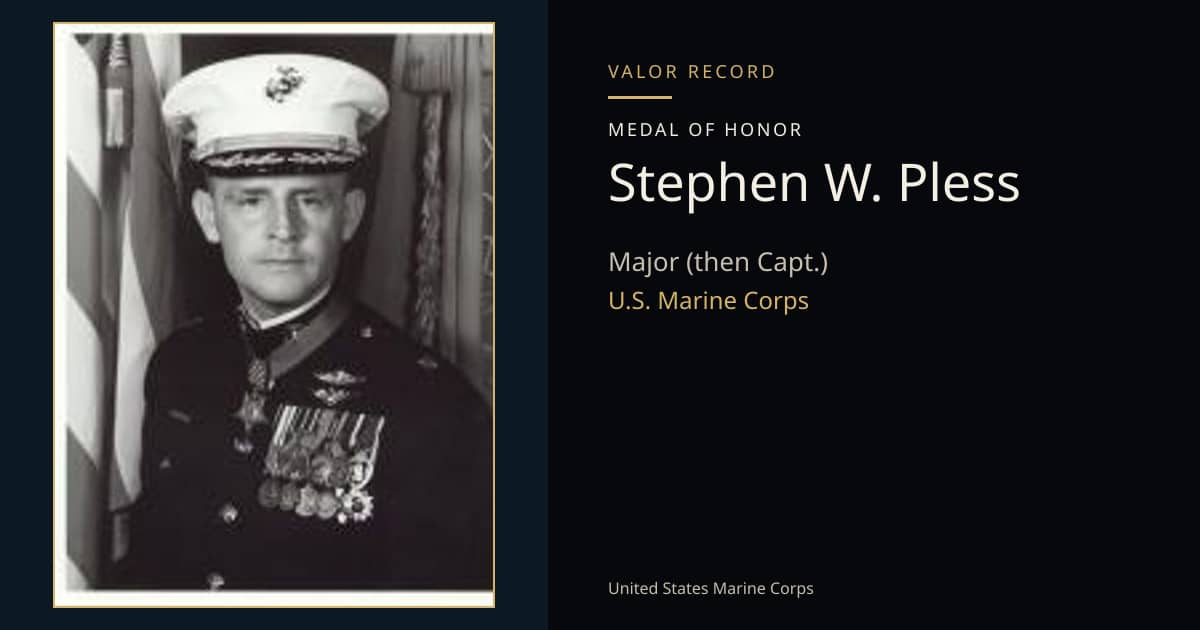 VALOR RECORD
MEDAL OF HONOR
Stephen W. Pless
Major (then Capt.)
U.S. Marine Corps
United States Marine Corps